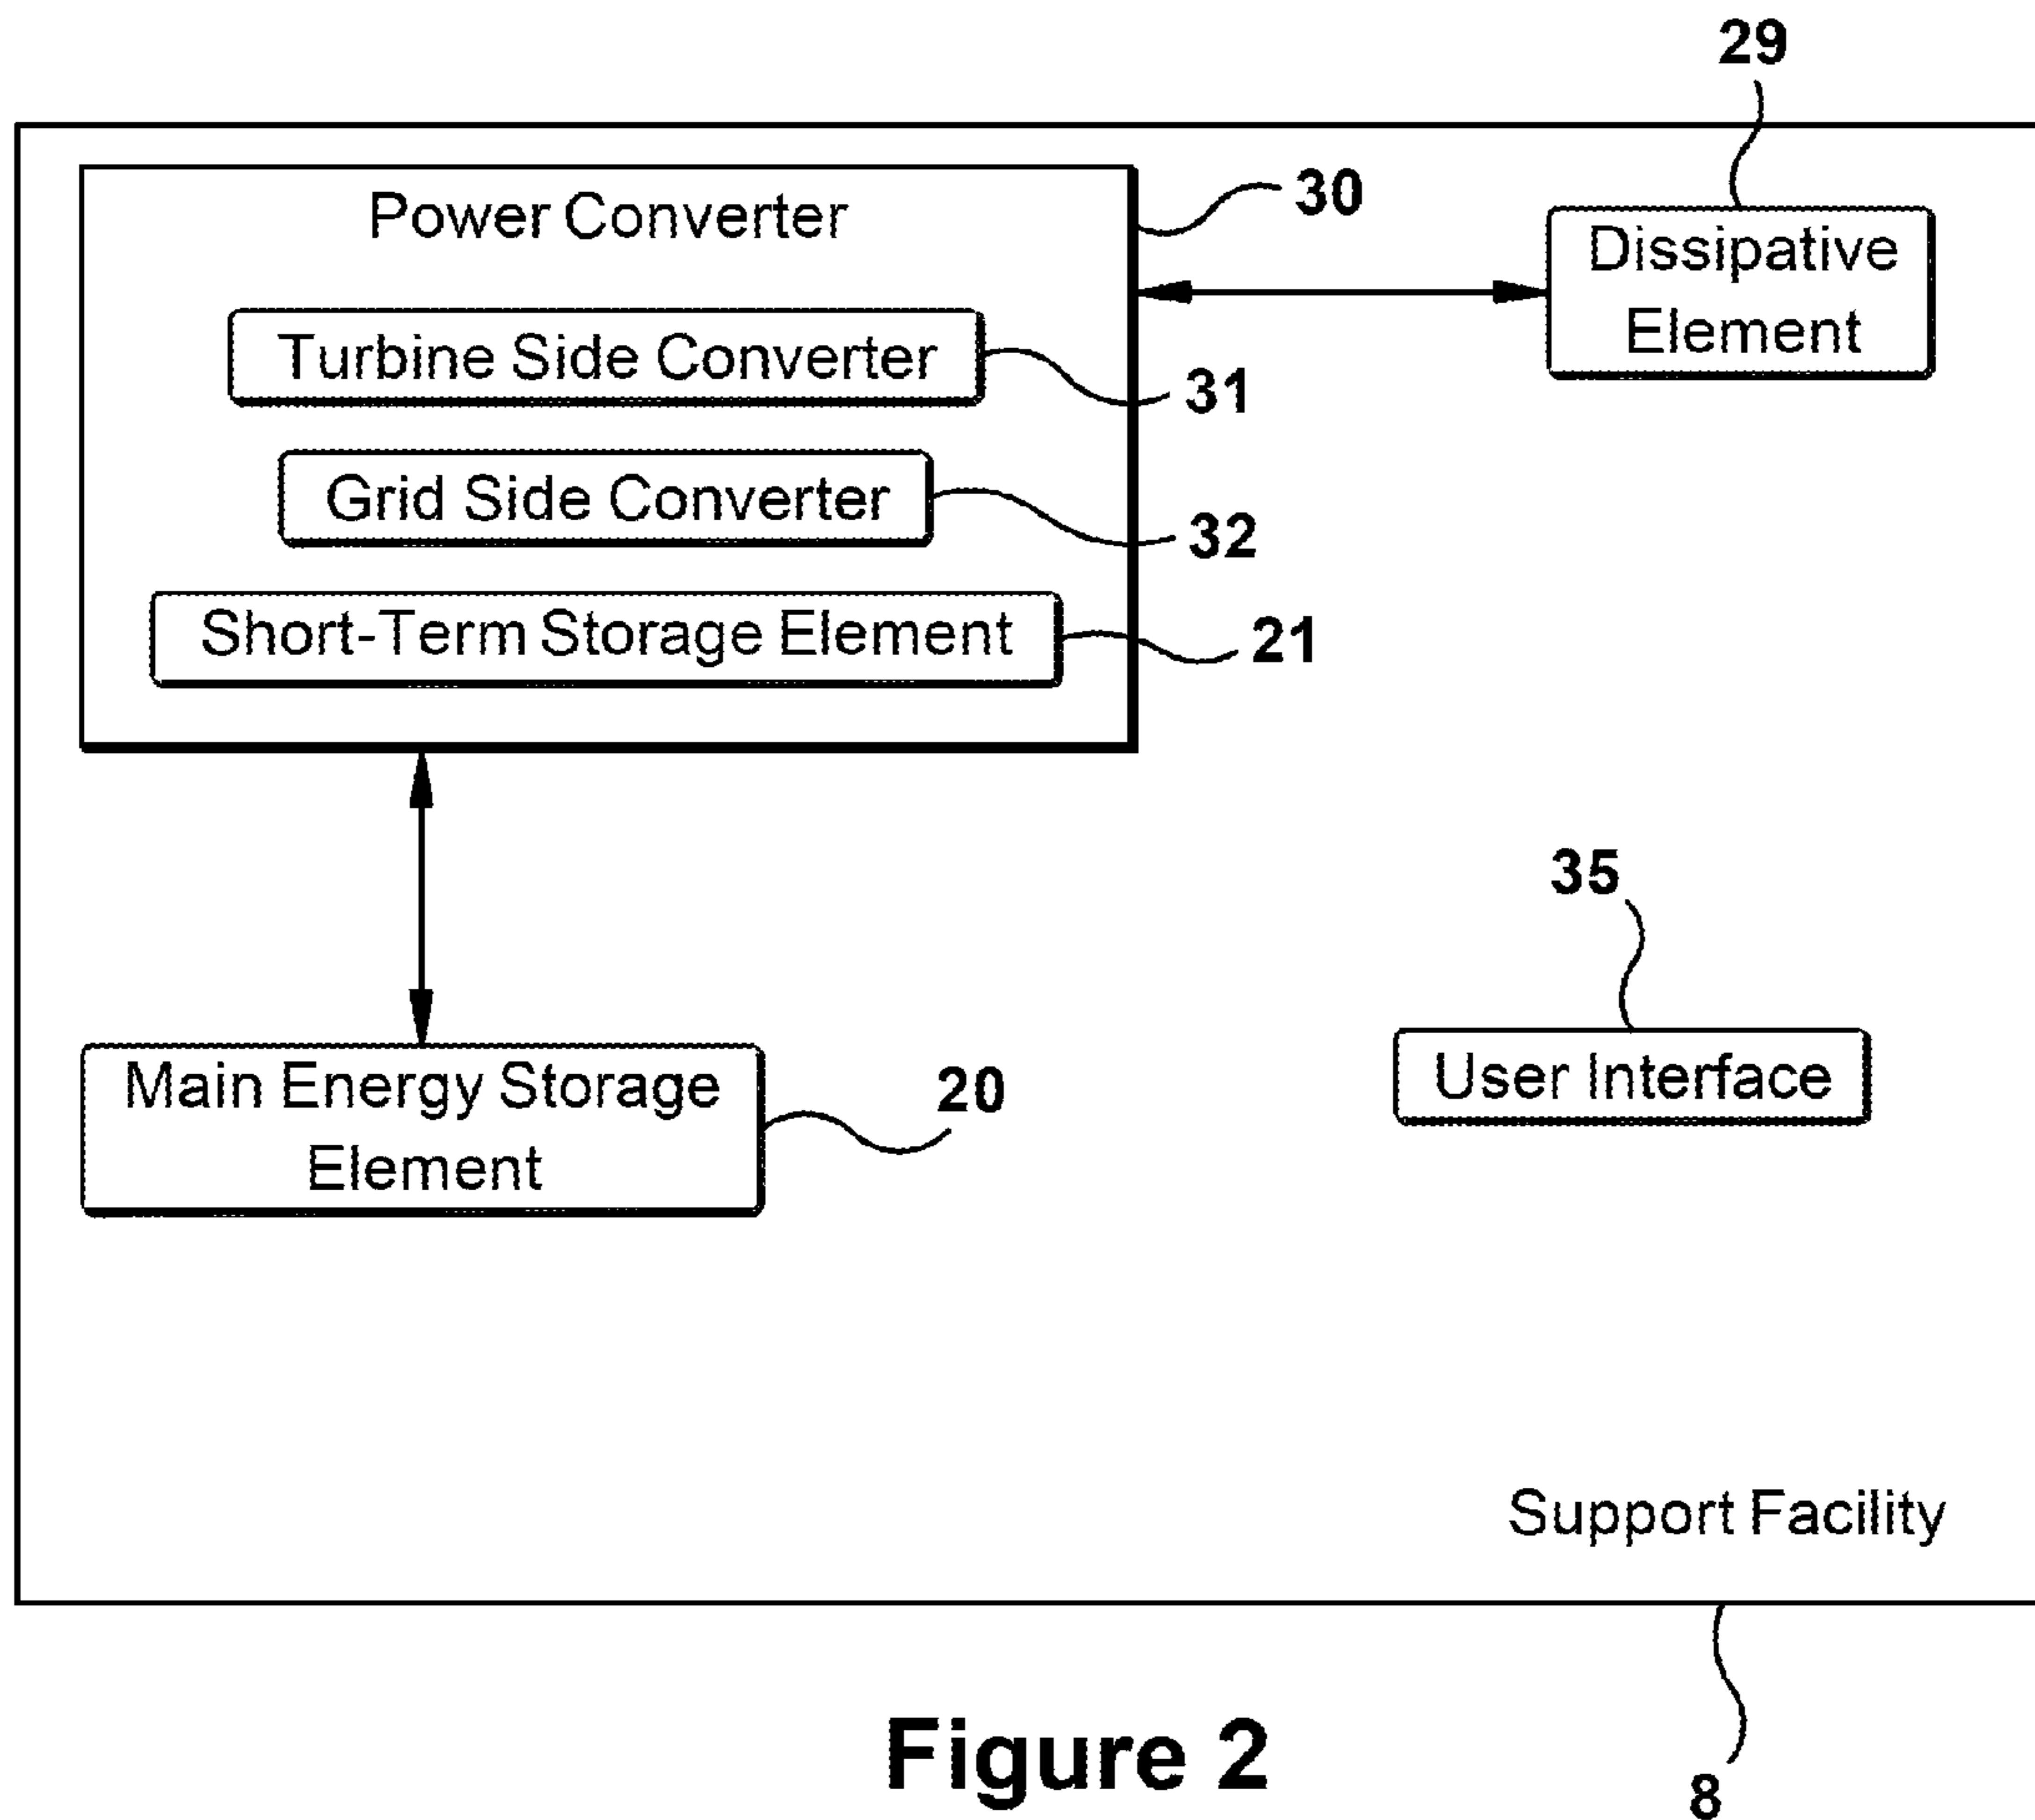 29
Power Converter
30
Dissipative
Element
Turbine Side Converter
31
Grid Side Converter
32
Short-Term Storage Element
21
35
Main Energy Storage
Element
20
User Interface
Support Facility
Figure 2
8